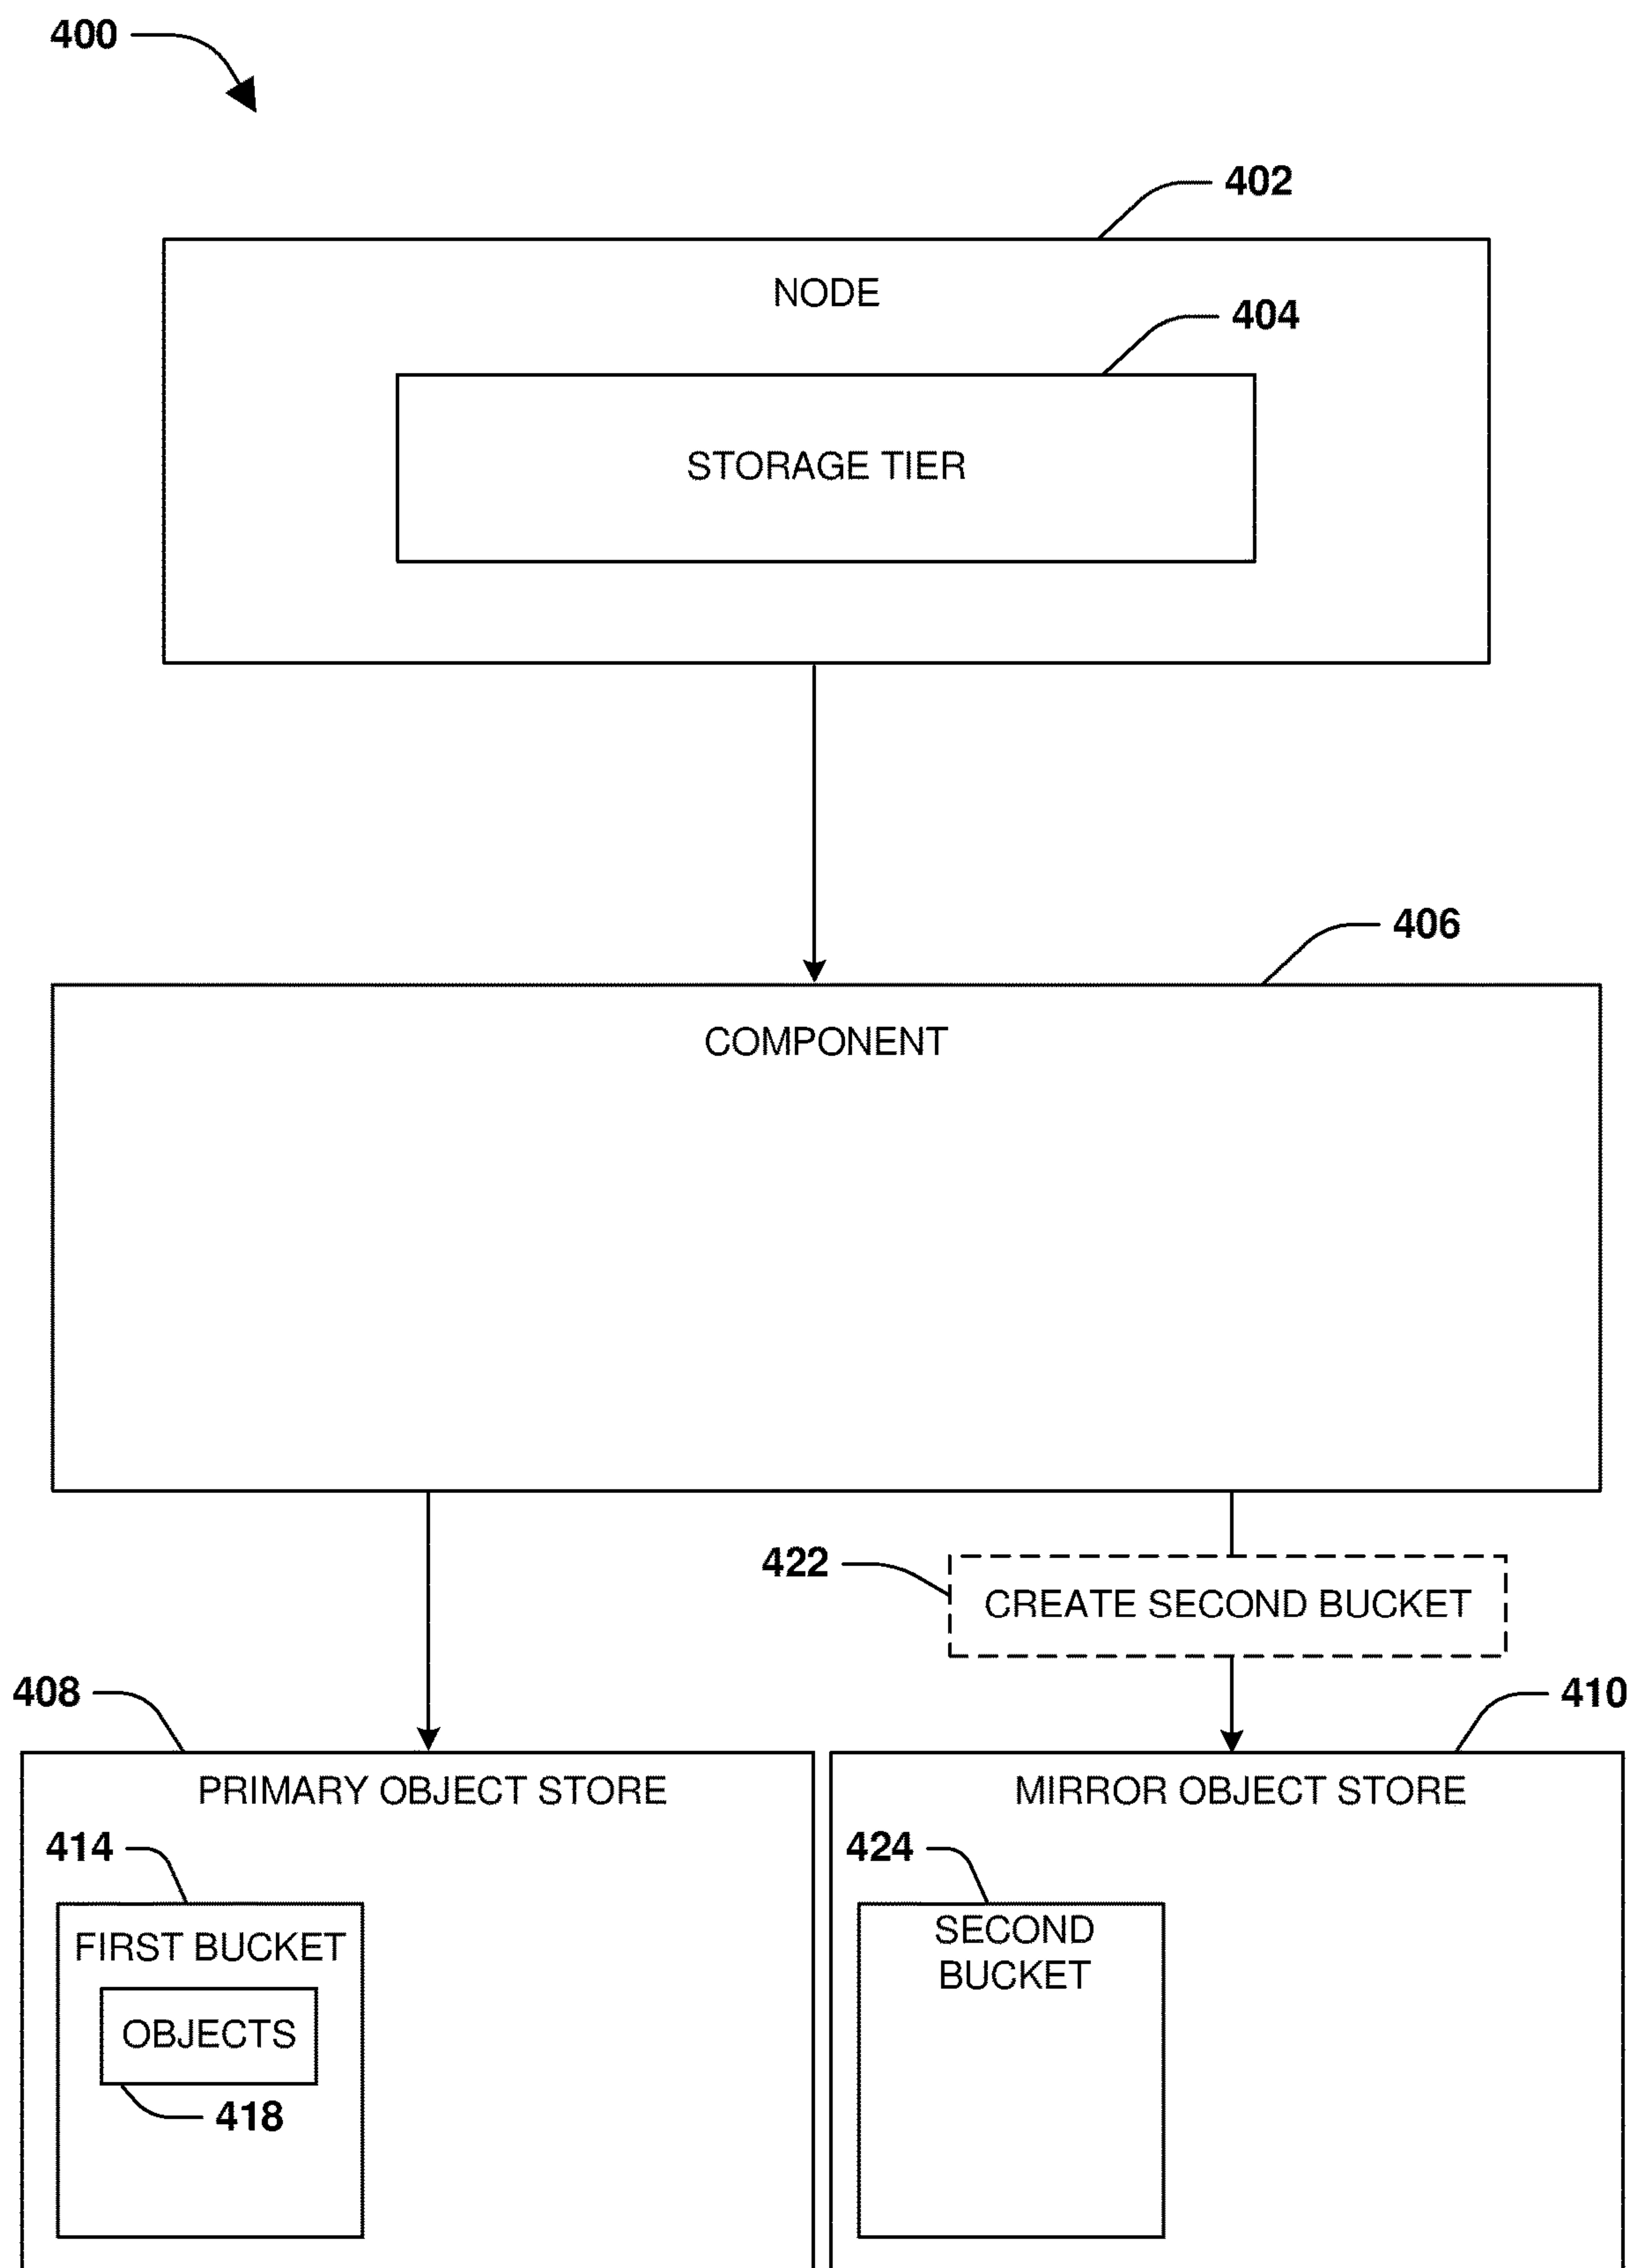 400
402
NODE
404
STORAGE TIER
406
COMPONENT
422
CREATE SECOND BUCKET
408
410
PRIMARY OBJECT STORE
MIRROR OBJECT STORE
414
424
FIRST BUCKET
SECOND
BUCKET
OBJECTS
418